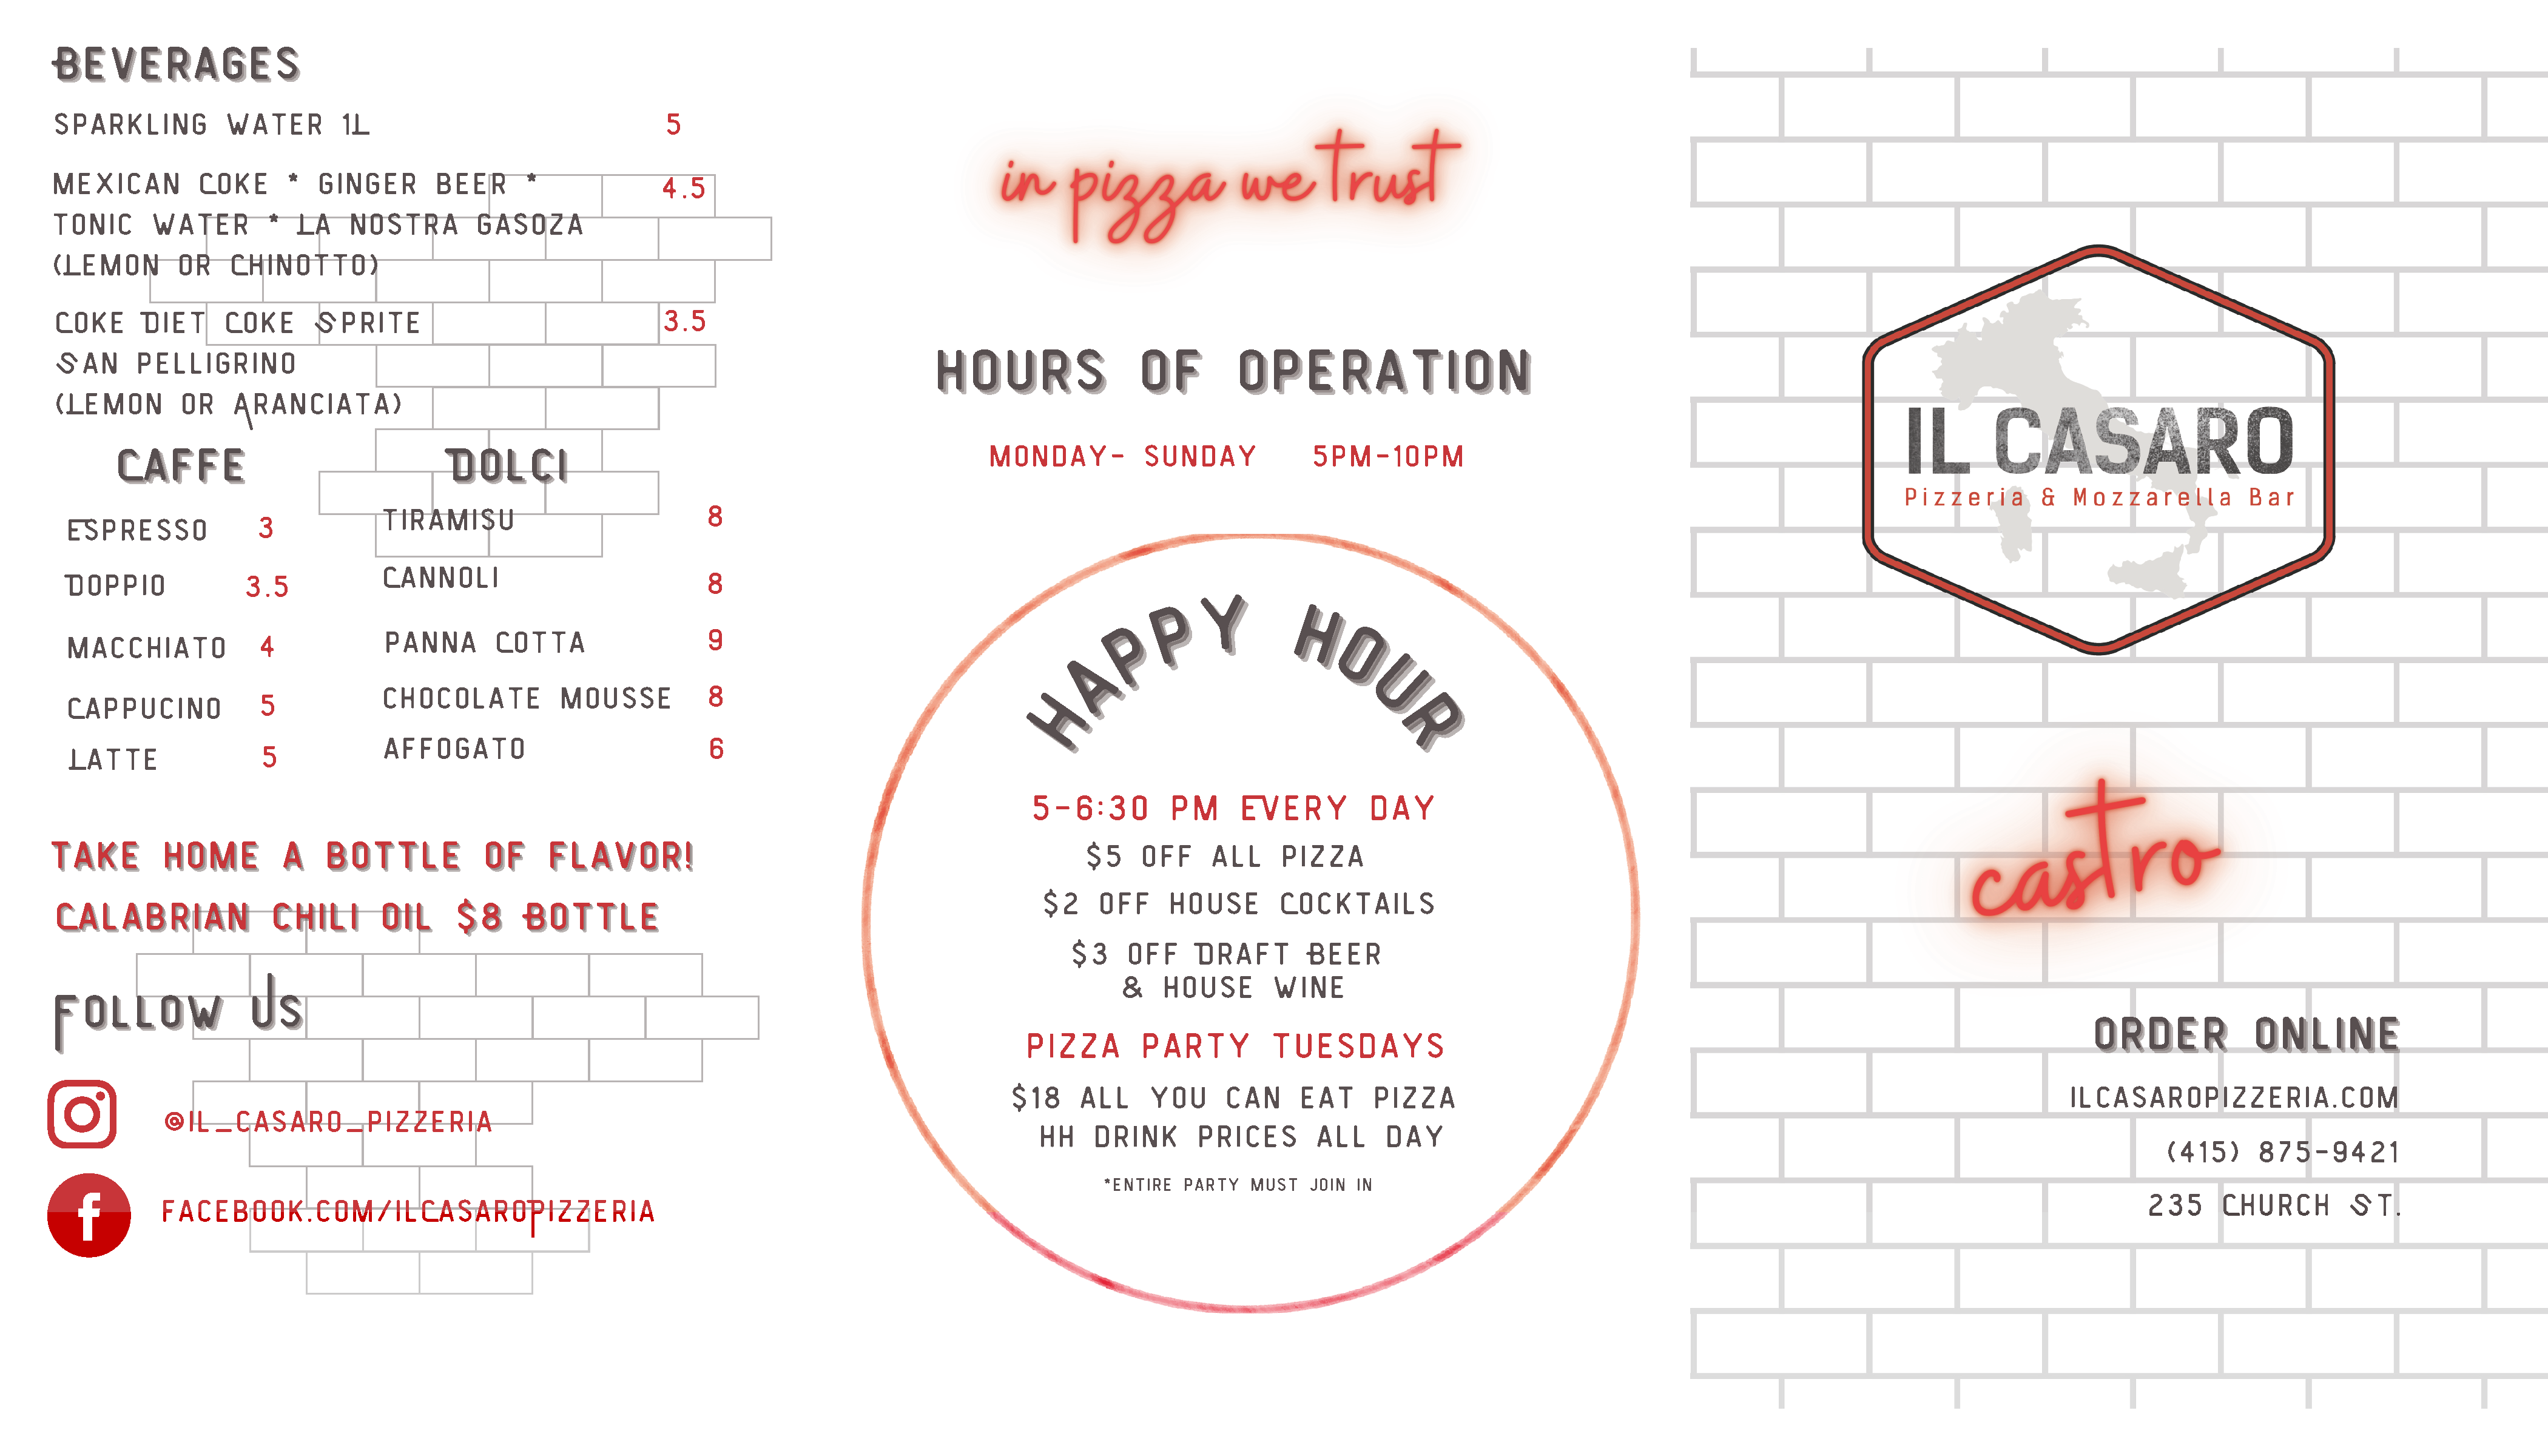 BEVERAGES
SPARKLING WATER 1L 5
MEXICAN COKE * GINGER BEER * 4.5
TONIC WATER * LA NOSTRA GASOZA
(LEMON OR CHINOTTO)
COKE DIET COKE SPRITE 3.5
SAN PELLIGRINO
(LEMON OR ARANCIATA)
CAFFE
ESPRESSO 3
DOPPIO 3.5
MACCHIATO 4
CAPPUCINO 5
LATTE 5
DOLCI
TIRAMISU 8
CANNOLI 8
PANNA COTTA 9
CHOCOLATE MOUSSE 8
AFFOGATO 6
TAKE HOME A BOTTLE OF FLAVOR!
CALABRIAN CHILI OIL $8 BOTTLE
FOLLOW US
@IL_CASARO_PIZZERIA
FACEBOOK.COM/ILCASAROPIZZERIA
in pizza we trust
HOURS OF OPERATION
MONDAY- SUNDAY 5PM-10PM
HAPPY HOUR
5-6:30 PM EVERY DAY
$5 OFF ALL PIZZA
$2 OFF HOUSE COCKTAILS
$3 OFF DRAFT BEER
& HOUSE WINE
PIZZA PARTY TUESDAYS
$18 ALL YOU CAN EAT PIZZA
HH DRINK PRICES ALL DAY
*ENTIRE PARTY MUST JOIN IN
IL CASARO
Pizzeria & Mozzarella Bar
castro
ORDER ONLINE
ILCASAROPIZZERIA.COM
(415) 875-9421
235 CHURCH ST.